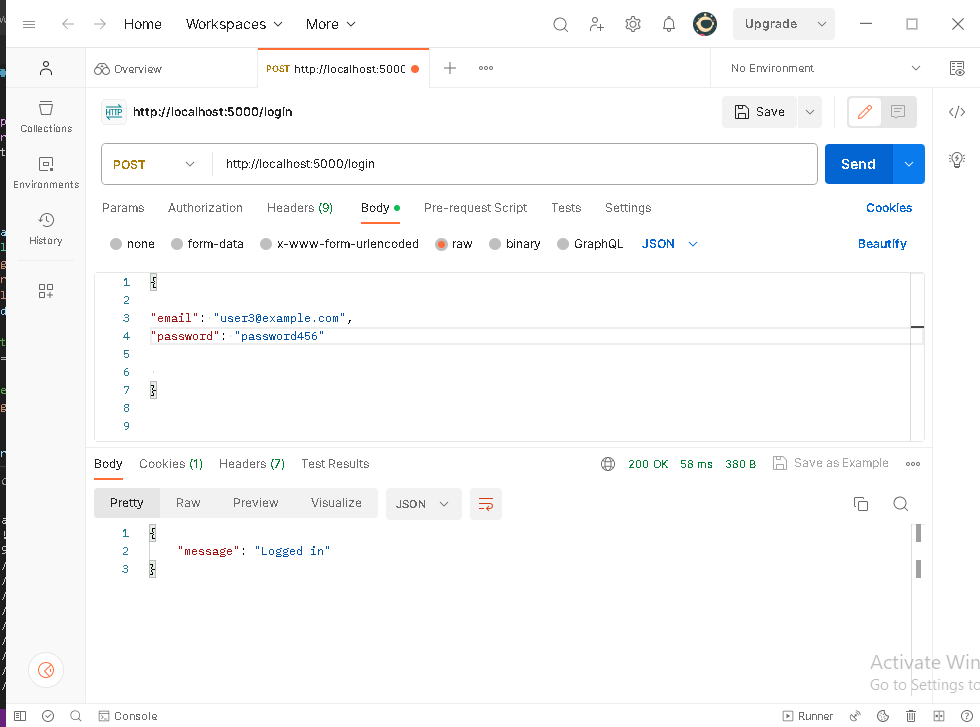 Home Workspaces More Upgrade
Overview POST http://localhost:5000 No Environment
HTTP http://localhost:5000/login Save
Collections
POST http://localhost:5000/login Send
Environments
Params Authorization Headers (9) Body Pre-request Script Tests Settings Cookies
History
none form-data x-www-form-urlencoded raw binary GraphQL JSON Beautify
1 {
2
3 "email": "user3@example.com",
4 "password": "password456"
5
6
7 }
8
9
Body Cookies (1) Headers (7) Test Results 200 OK 58 ms 380 B Save as Example
Pretty Raw Preview Visualize JSON
1 {
2 "message": "Logged in"
3 }
Activate Win
Go to Settings to
Console Runner